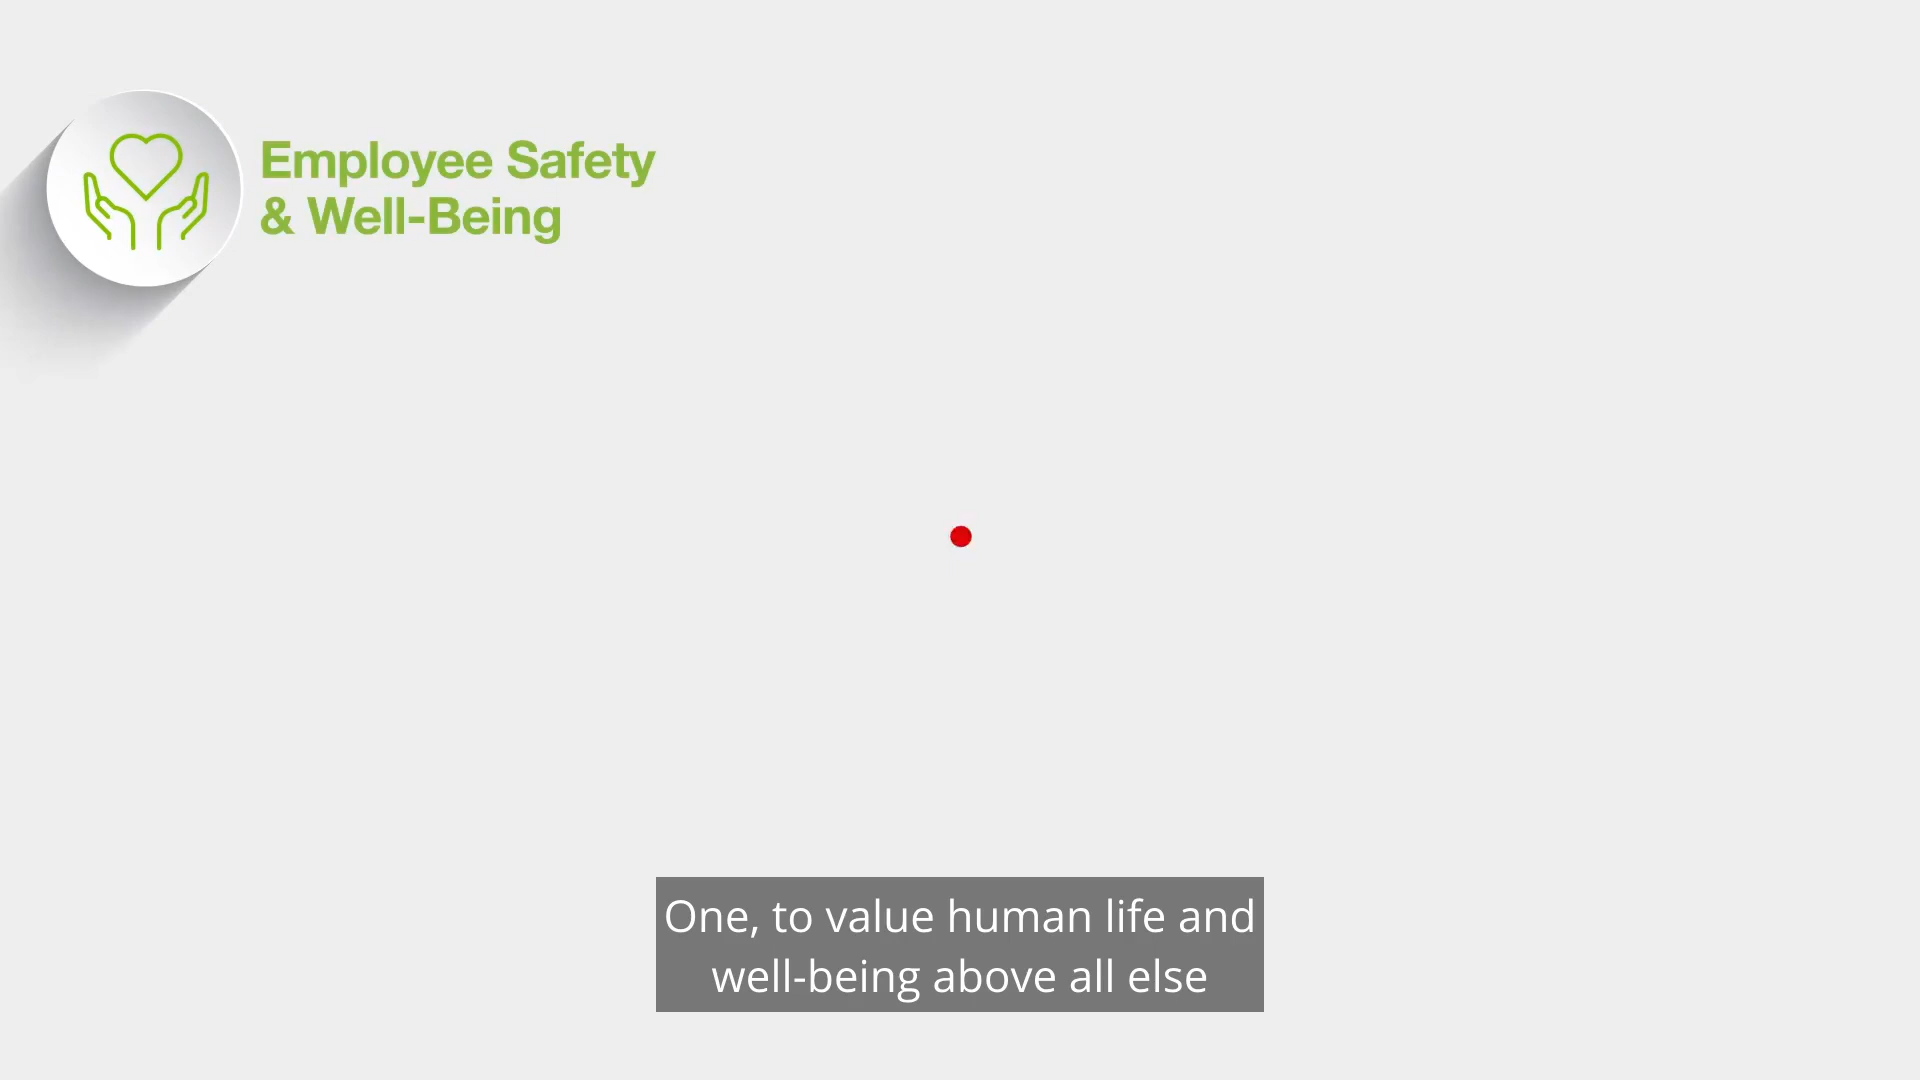 Employee Safety
& Well-Being
One, to value human life and
well-being above all else